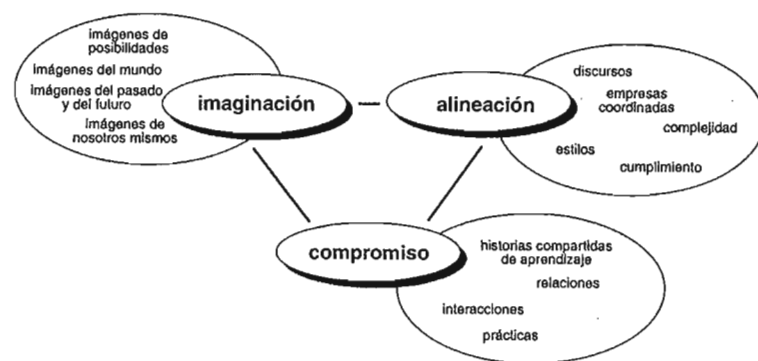 imágenes de
posibilidades
imágenes del mundo
imágenes del pasado
y del futuro
imágenes de
nosotros mismos
imaginación
alineación
discursos
empresas
coordinadas
complejidad
estilos
cumplimiento
compromiso
historias compartidas
de aprendizaje
relaciones
interacciones
prácticas